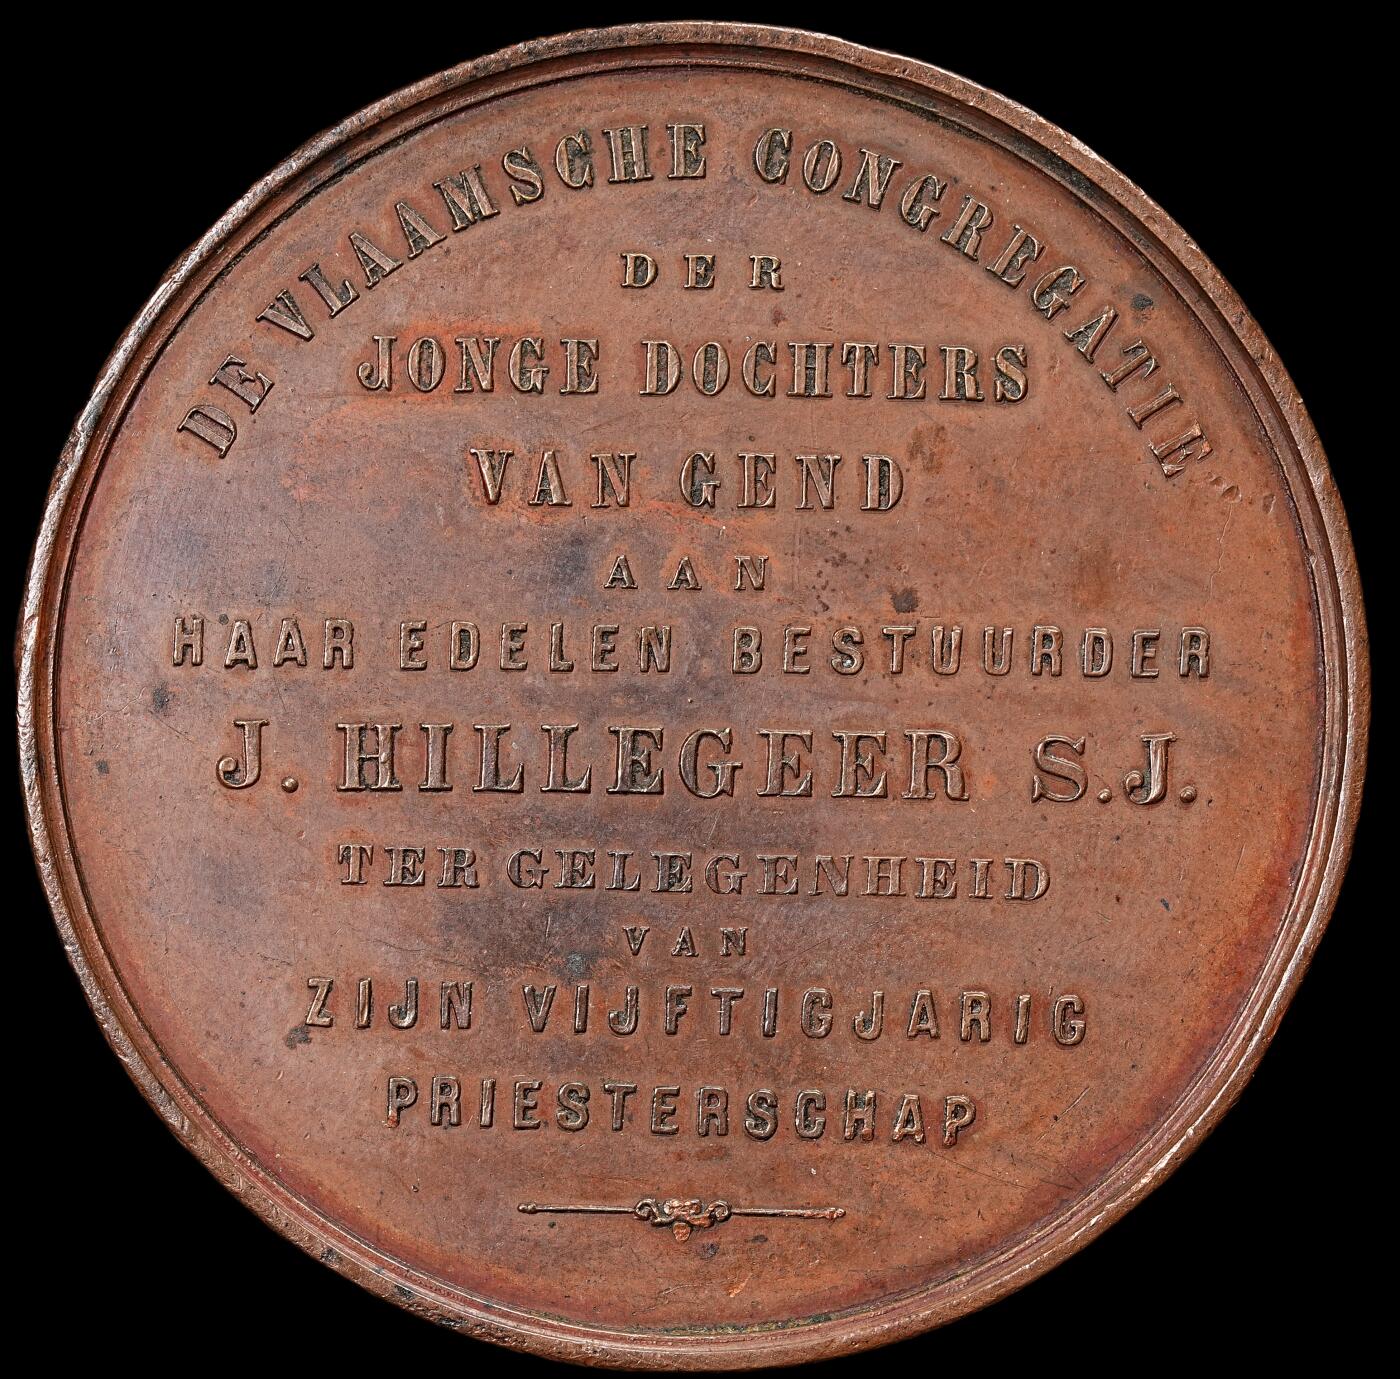 DE VLAAMSCHE CONGREGATIE
DER
JONGE DOCHTERS
VAN GEND
AAN
HAAR EDELEN BESTUURDER
J. HILLEGEER S.J.
TER GELEGENHEID
VAN
ZIJN VIJFTIGJARIG
PRIESTERSCHAP